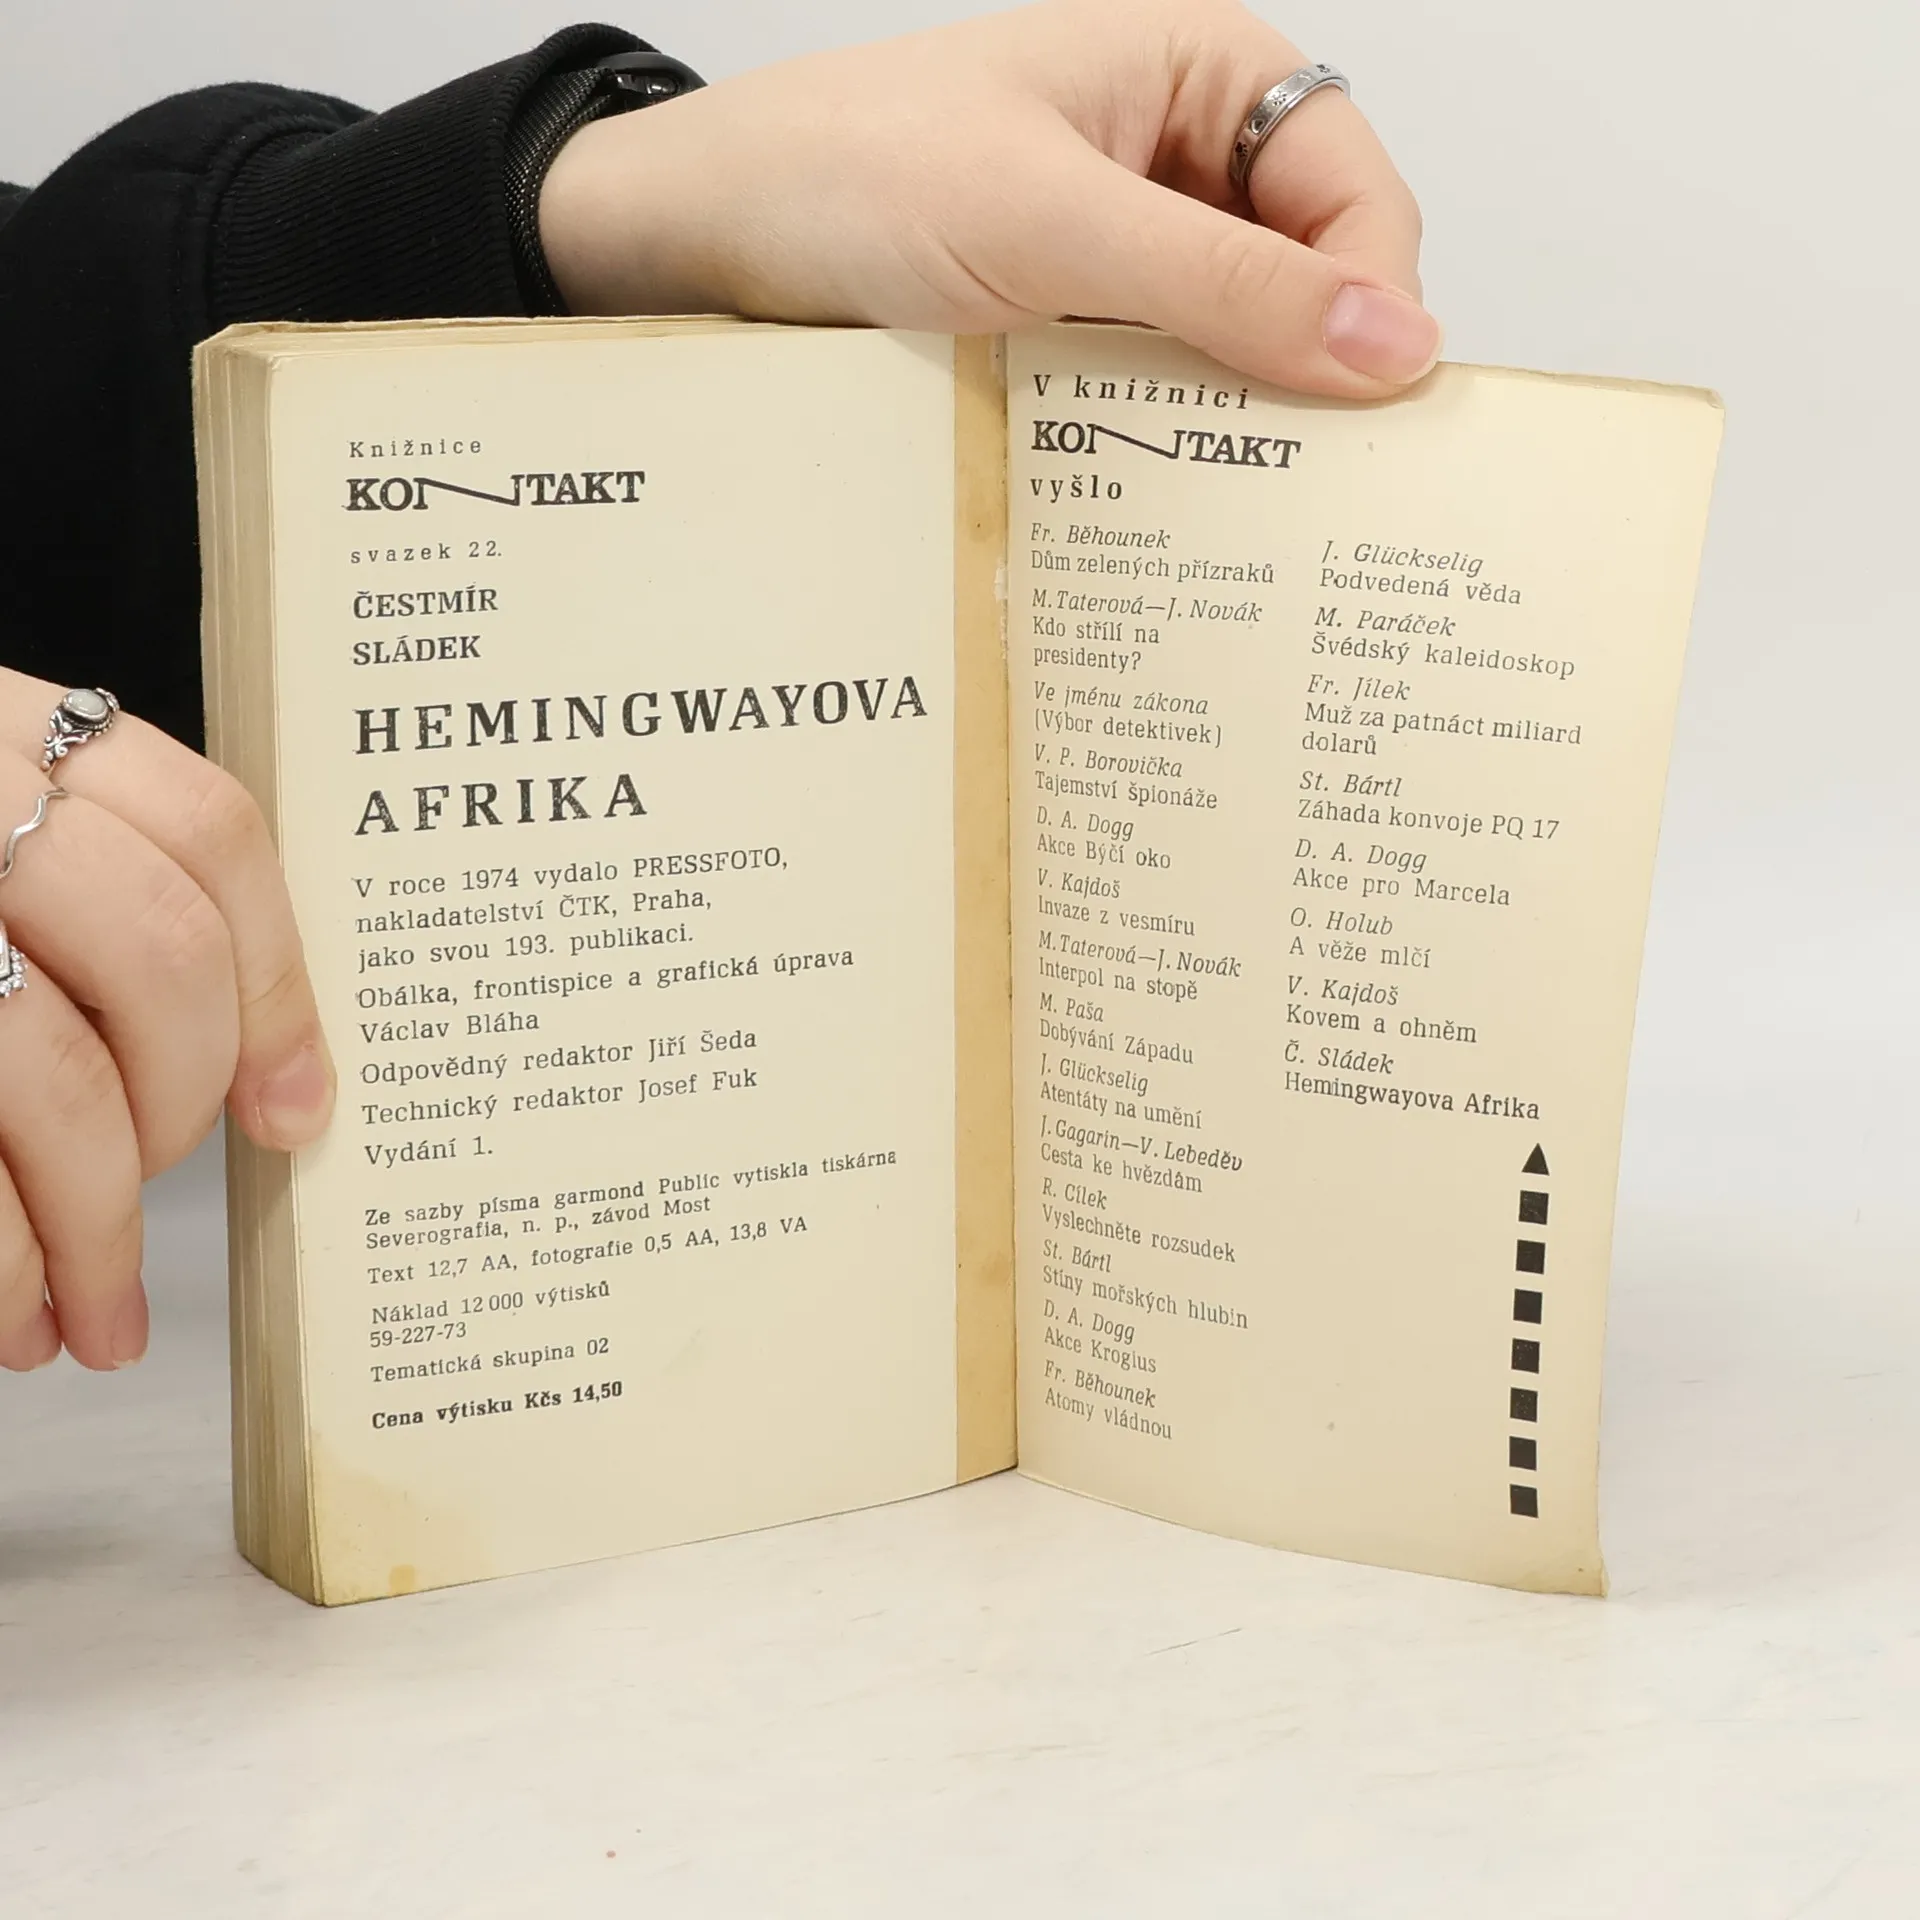 Knižnice
KONTAKT
svazek 22.
ČESTMÍR
SLÁDEK
HEMINGWAYOVA
AFRIKA
V roce 1974 vydalo PRESSFOTO,
nakladatelství ČTK, Praha,
jako svou 193. publikaci.
Obálka, frontispice a grafická úprava
Václav Bláha
Odpovědný redaktor Jiří Šeda
Technický redaktor Josef Fuk
Vydání 1.
Ze sazby písma garmond Public vytiskla tiskárna
Severografia, n. p., závod Most
Text 12,7 AA, fotografie 0,5 AA, 13,8 VA
Náklad 12 000 výtisků
59-227-73
Tematická skupina 02
Cena výtisku Kčs 14,50
V knižnici
KONTAKT
vyšlo
Fr. Běhounek
Dům zelených přízraků
M. Taterová—J. Novák
Kdo střílí na
presidenty?
Ve jménu zákona
(Výbor detektivek)
V. P. Borovička
Tajemství špionáže
D. A. Dogg
Akce Býčí oko
V. Kajdoš
Invaze z vesmíru
M. Taterová—J. Novák
Interpol na stopě
M. Paša
Dobývání Západu
J. Glückselig
Atentáty na umění
J. Gagarin—V. Lebeděv
Cesta ke hvězdám
R. Cílek
Vyslechněte rozsudek
St. Bártl
Stíny mořských hlubin
D. A. Dogg
Akce Krogius
Fr. Běhounek
Atomy vládnou
J. Glückselig
Podvedená věda
M. Paráček
Švédský kaleidoskop
Fr. Jílek
Muž za patnáct miliard
dolarů
St. Bártl
Záhada konvoje PQ 17
D. A. Dogg
Akce pro Marcela
O. Holub
A věže mlčí
V. Kajdoš
Kovem a ohněm
Č. Sládek
Hemingwayova Afrika